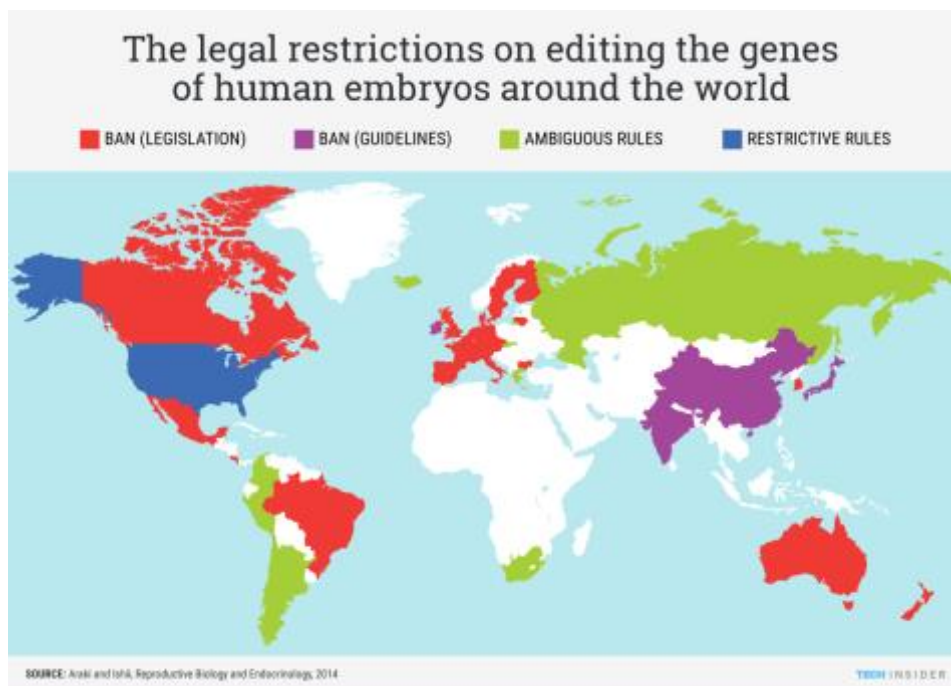 The legal restrictions on editing the genes
of human embryos around the world
BAN (LEGISLATION) BAN (GUIDELINES) AMBIGUOUS RULES RESTRICTIVE RULES
SOURCE: Araki and Ishii, Reproductive Biology and Endocrinology, 2014 TECH INSIDER